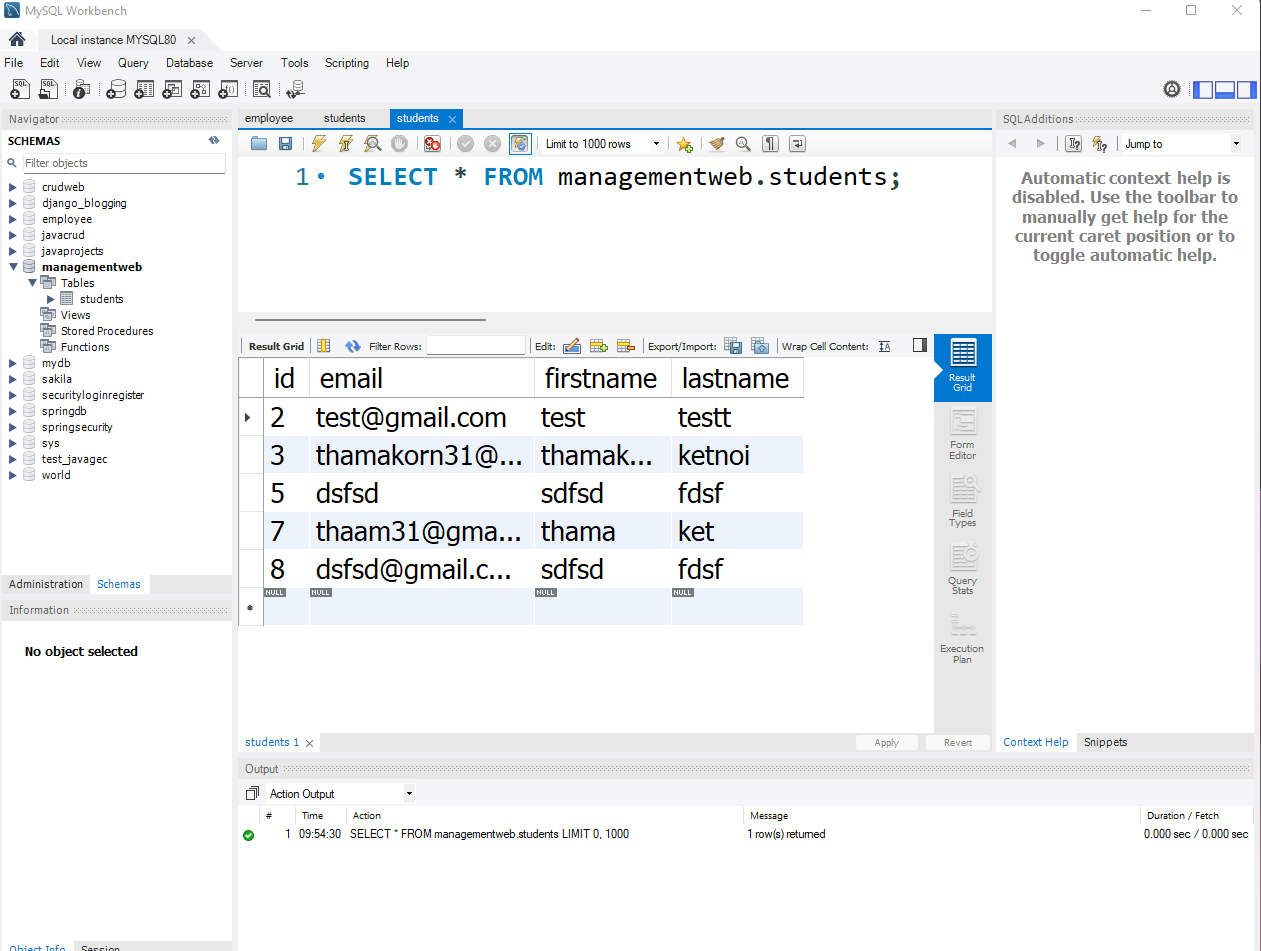 MySQL Workbench
Local instance MYSQL80
File Edit View Query Database Server Tools Scripting Help
Navigator
SCHEMAS
Filter objects
crudweb
django_blogging
employee
javacrud
javaprojects
managementweb
Tables
students
Views
Stored Procedures
Functions
mydb
sakila
securityloginregister
springdb
springsecurity
sys
test_javagec
world
Administration Schemas
Information
No object selected
Object Info Session
employee students students
Limit to 1000 rows
1 SELECT * FROM managementweb.students;
Result Grid Filter Rows: Edit: Export/Import: Wrap Cell Content:
id email firstname lastname
2 test@gmail.com test testt
3 thamakorn31@... thamak... ketnoi
5 dsfsd sdfsd fdsf
7 thaam31@gma... thama ket
8 dsfsd@gmail.c... sdfsd fdsf
NULL NULL NULL NULL
Result
Grid
Form
Editor
Field
Types
Query
Stats
Execution
Plan
students 1
Apply Revert
SQLAdditions
Jump to
Automatic context help is
disabled. Use the toolbar to
manually get help for the
current caret position or to
toggle automatic help.
Context Help Snippets
Output
Action Output
# Time Action Message Duration / Fetch
1 09:54:30 SELECT * FROM managementweb.students LIMIT 0, 1000 1 row(s) returned 0.000 sec / 0.000 sec